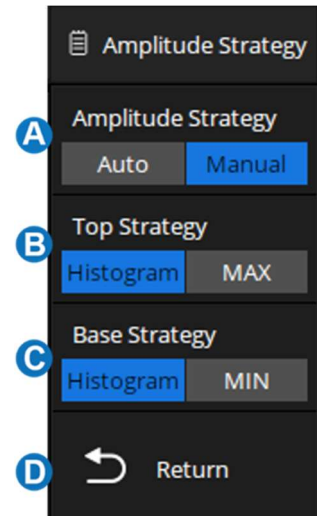 Amplitude Strategy
A
Amplitude Strategy
Auto Manual
B
Top Strategy
Histogram MAX
C
Base Strategy
Histogram MIN
D
Return